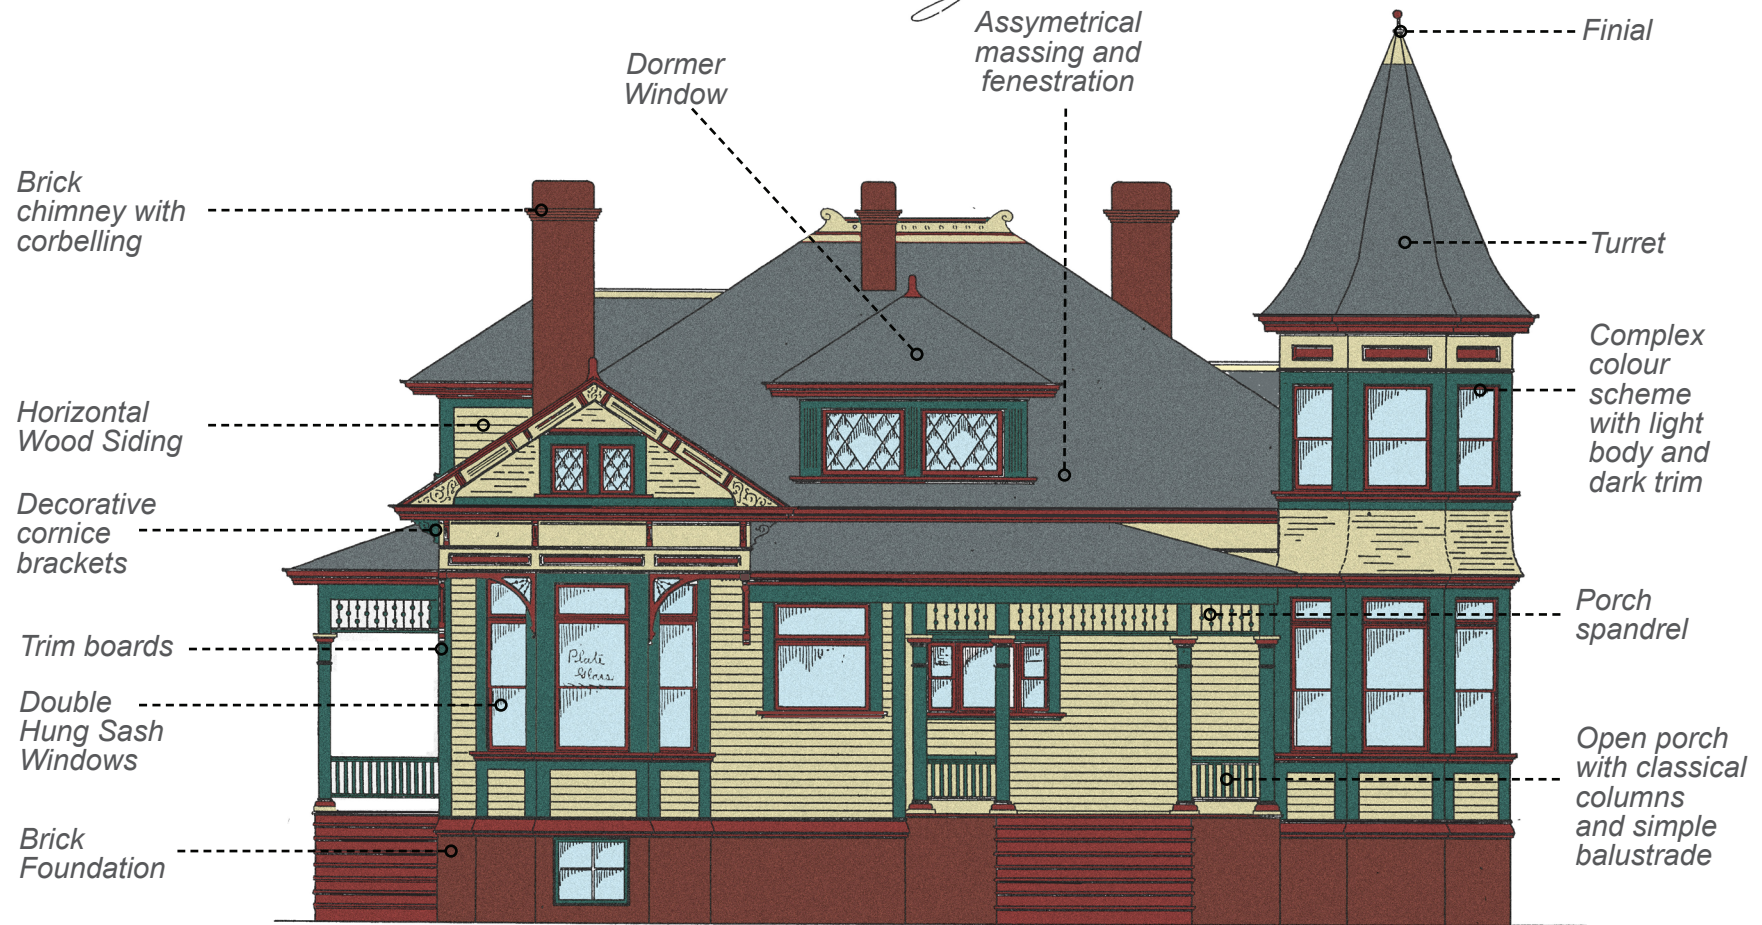 Assymetrical
massing and
fenestration
Finial
Dormer
Window
Brick
chimney with
corbelling
Turret
Complex
colour
scheme
with light
body and
dark trim
Horizontal
Wood Siding
Decorative
cornice
brackets
Porch
spandrel
Trim boards
Plate
Glass
Double
Hung Sash
Windows
Open porch
with classical
columns
and simple
balustrade
Brick
Foundation